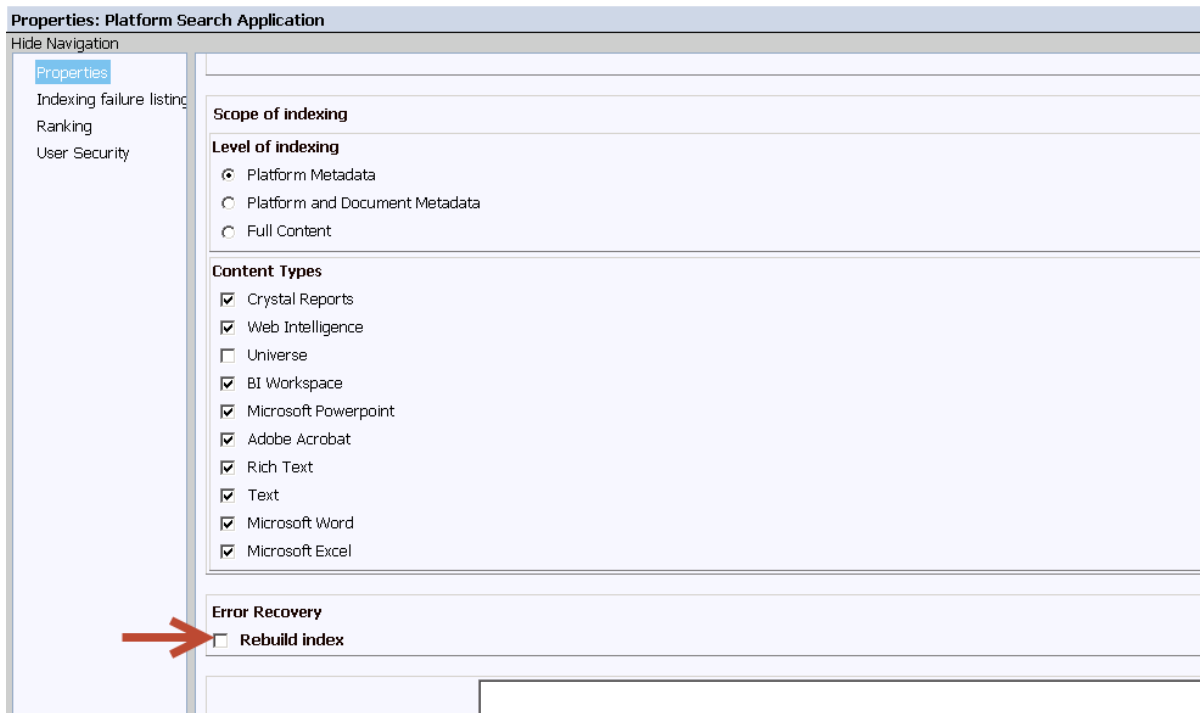 Properties: Platform Search Application
Hide Navigation
Properties
Indexing failure listing
Ranking
User Security
Scope of indexing
Level of indexing
Platform Metadata
Platform and Document Metadata
Full Content
Content Types
Crystal Reports
Web Intelligence
Universe
BI Workspace
Microsoft Powerpoint
Adobe Acrobat
Rich Text
Text
Microsoft Word
Microsoft Excel
Error Recovery
Rebuild index